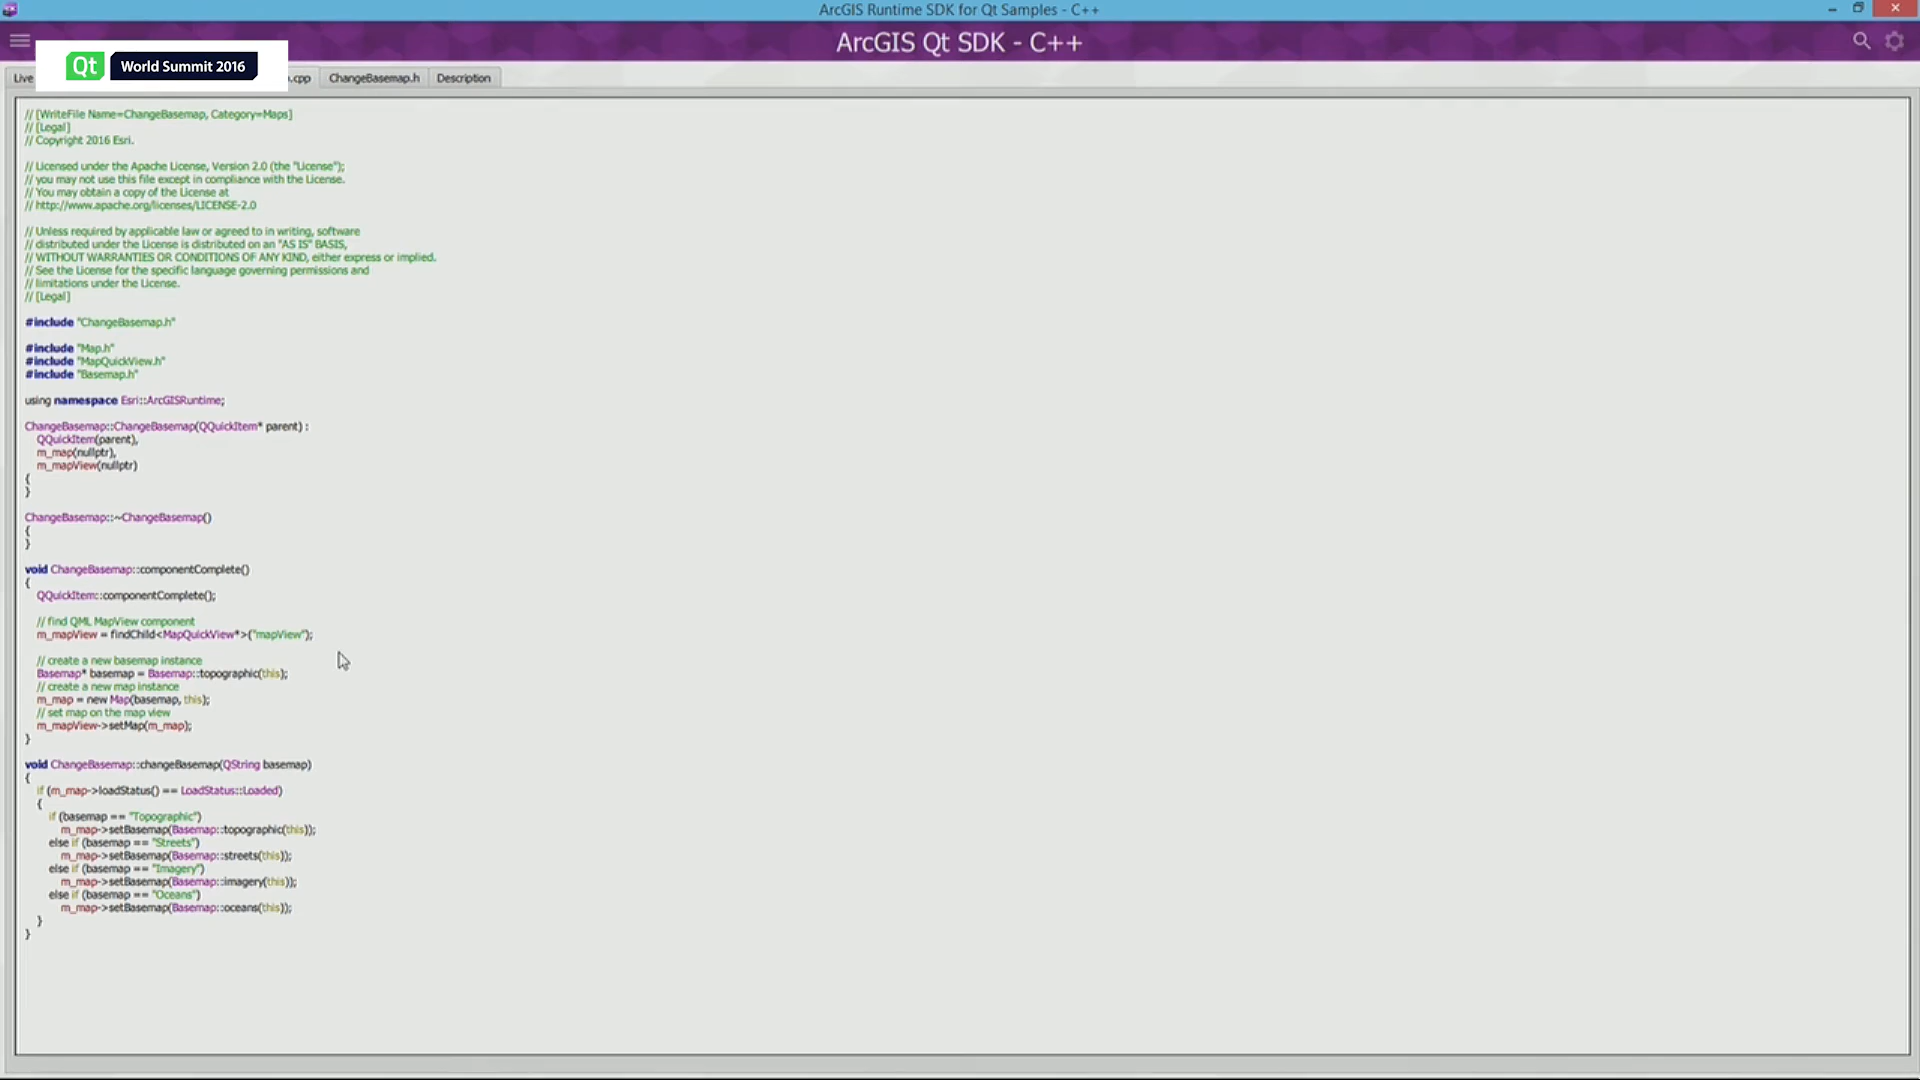 ArcGIS Runtime SDK for Qt Samples - C++
ArcGIS Qt SDK - C++
Qt World Summit 2016
Live
.cpp
ChangeBasemap.h
Description
// [WriteFile Name=ChangeBasemap, Category=Maps]
// [Legal]
// Copyright 2016 Esri.
// Licensed under the Apache License, Version 2.0 (the "License");
// you may not use this file except in compliance with the License.
// You may obtain a copy of the License at
// http://www.apache.org/licenses/LICENSE-2.0
// Unless required by applicable law or agreed to in writing, software
// distributed under the License is distributed on an "AS IS" BASIS,
// WITHOUT WARRANTIES OR CONDITIONS OF ANY KIND, either express or implied.
// See the License for the specific language governing permissions and
// limitations under the License.
// [Legal]
#include "ChangeBasemap.h"
#include "Map.h"
#include "MapQuickView.h"
#include "Basemap.h"
using namespace Esri::ArcGISRuntime;
ChangeBasemap::ChangeBasemap(QQuickItem* parent) :
QQuickItem(parent),
m_map(nullptr),
m_mapView(nullptr)
{
}
ChangeBasemap::~ChangeBasemap()
{
}
void ChangeBasemap::componentComplete()
{
QQuickItem::componentComplete();
// find QML MapView component
m_mapView = findChild<MapQuickView*>("mapView");
// create a new basemap instance
Basemap* basemap = Basemap::topographic(this);
// create a new map instance
m_map = new Map(basemap, this);
// set map on the map view
m_mapView->setMap(m_map);
}
void ChangeBasemap::changeBasemap(QString basemap)
{
if (m_map->loadStatus() == LoadStatus::Loaded)
{
if (basemap == "Topographic")
m_map->setBasemap(Basemap::topographic(this));
else if (basemap == "Streets")
m_map->setBasemap(Basemap::streets(this));
else if (basemap == "Imagery")
m_map->setBasemap(Basemap::imagery(this));
else if (basemap == "Oceans")
m_map->setBasemap(Basemap::oceans(this));
}
}